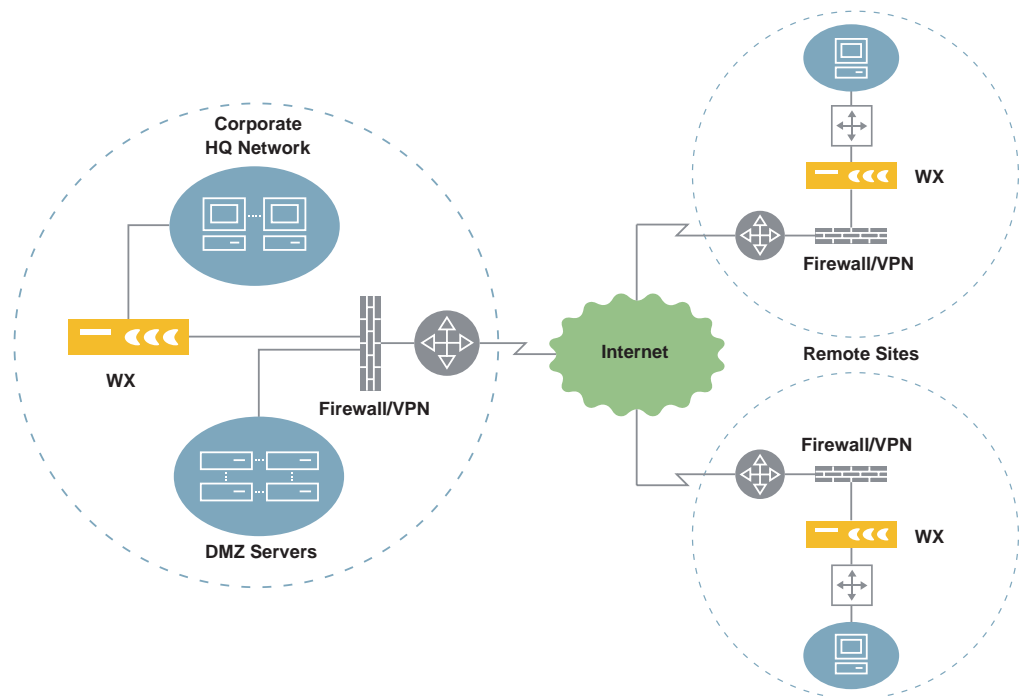 Corporate
HQ Network
WX
Firewall/VPN
DMZ Servers
Internet
WX
Firewall/VPN
Remote Sites
Firewall/VPN
WX